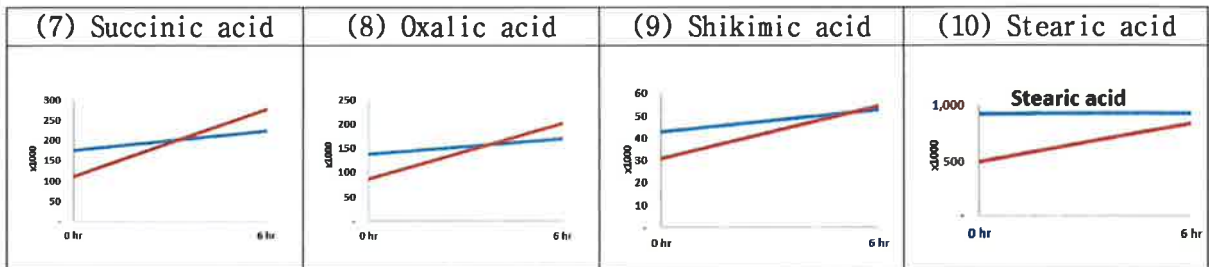 (7) Succinic acid
(8) Oxalic acid
(9) Shikimic acid
(10) Stearic acid
300
250
200
150
100
50
-
x1000
0 hr
6 hr
250
200
150
100
50
-
x1000
0 hr
6 hr
60
50
40
30
20
10
-
x1000
0 hr
6 hr
Stearic acid
1,000
500
-
x1000
0 hr
6 hr